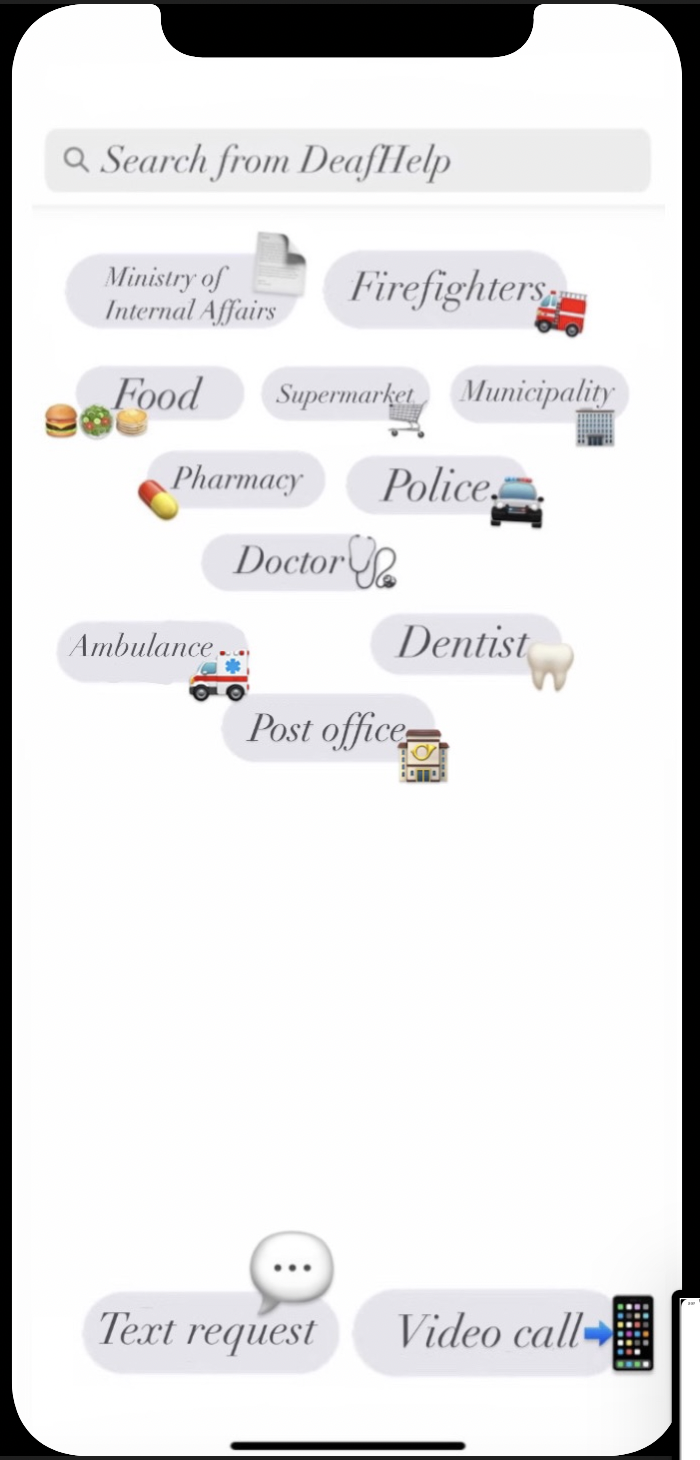 Search from DeafHelp
Ministry of
Internal Affairs
Firefighters
Food
Supermarket
Municipality
Pharmacy
Police
Doctor
Ambulance
Dentist
Post office
Text request
Video call